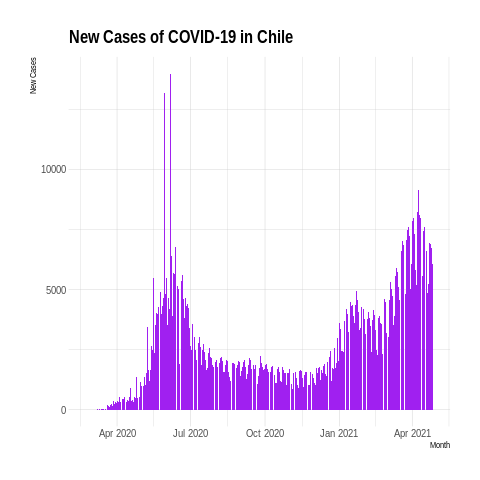 New Cases of COVID-19 in Chile
New Cases
10000
5000
0
Apr 2020 Jul 2020 Oct 2020 Jan 2021 Apr 2021
Month